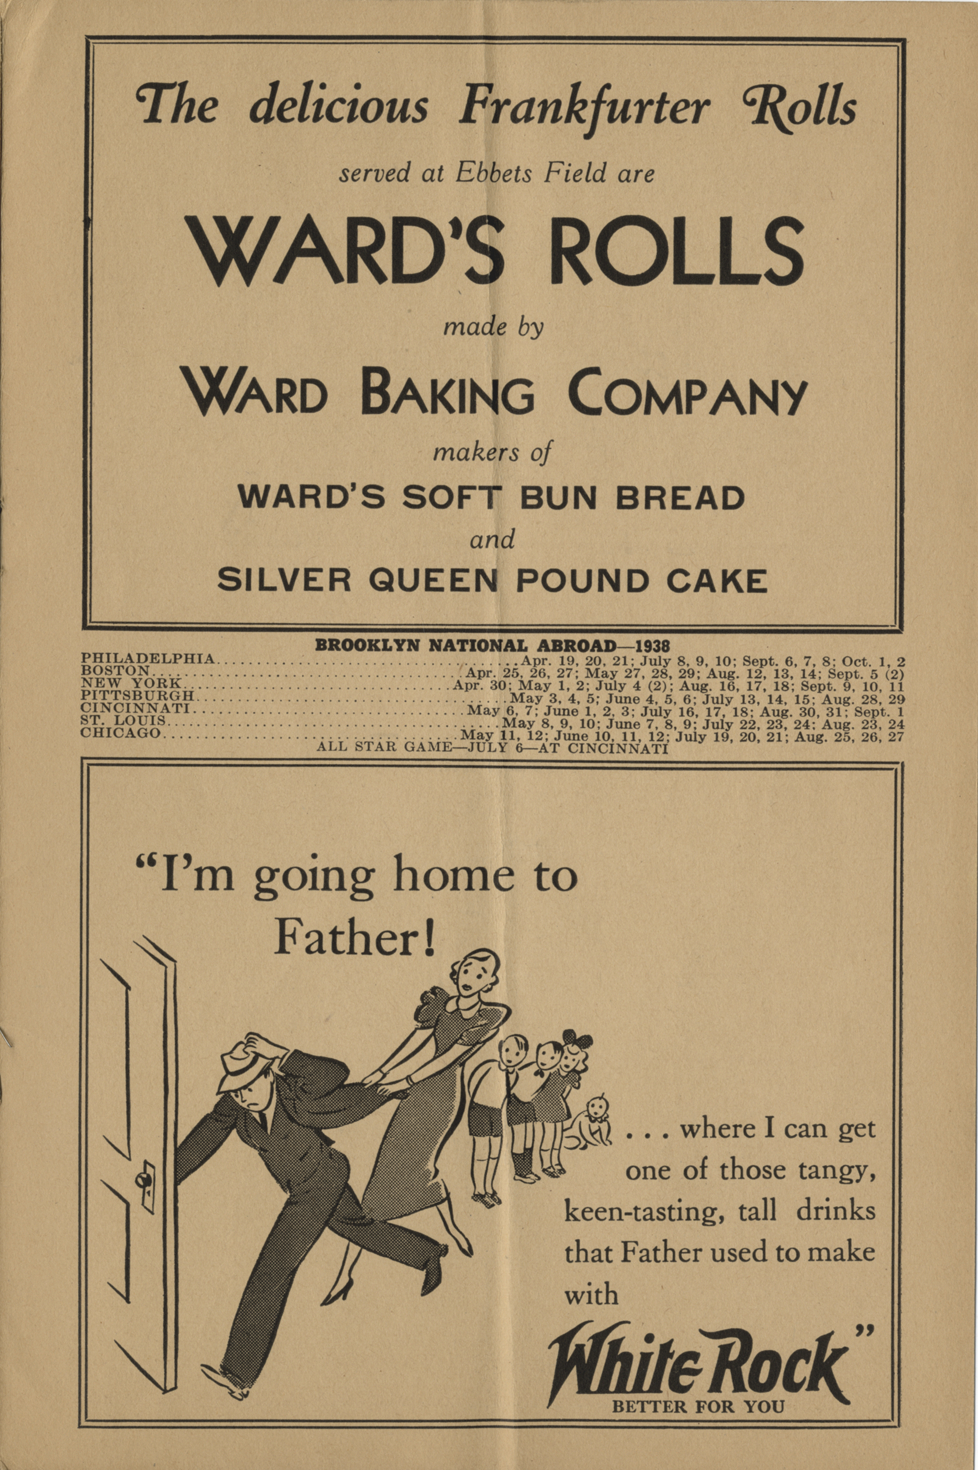 The delicious Frankfurter Rolls
served at Ebbets Field are
WARD'S ROLLS
made by
WARD BAKING COMPANY
makers of
WARD'S SOFT BUN BREAD
and
SILVER QUEEN POUND CAKE
BROOKLYN NATIONAL ABROAD—1938
PHILADELPHIA............Apr. 19, 20, 21; July 8, 9, 10; Sept. 6, 7, 8; Oct. 1, 2
BOSTON............Apr. 25, 26, 27; May 27, 28, 29; Aug. 12, 13, 14; Sept. 5 (2)
NEW YORK............Apr. 30; May 1, 2; July 4 (2); Aug. 16, 17, 18; Sept. 9, 10, 11
PITTSBURGH............May 3, 4, 5; June 4, 5, 6; July 13, 14, 15; Aug. 28, 29
CINCINNATI............May 6, 7; June 1, 2, 3; July 16, 17, 18; Aug. 30, 31; Sept. 1
ST. LOUIS............May 8, 9, 10; June 7, 8, 9; July 22, 23, 24; Aug. 23, 24
CHICAGO............May 11, 12; June 10, 11, 12; July 19, 20, 21; Aug. 25, 26, 27
ALL STAR GAME—JULY 6—AT CINCINNATI
"I'm going home to
Father!
... where I can get
one of those tangy,
keen-tasting, tall drinks
that Father used to make
with
White Rock"
BETTER FOR YOU